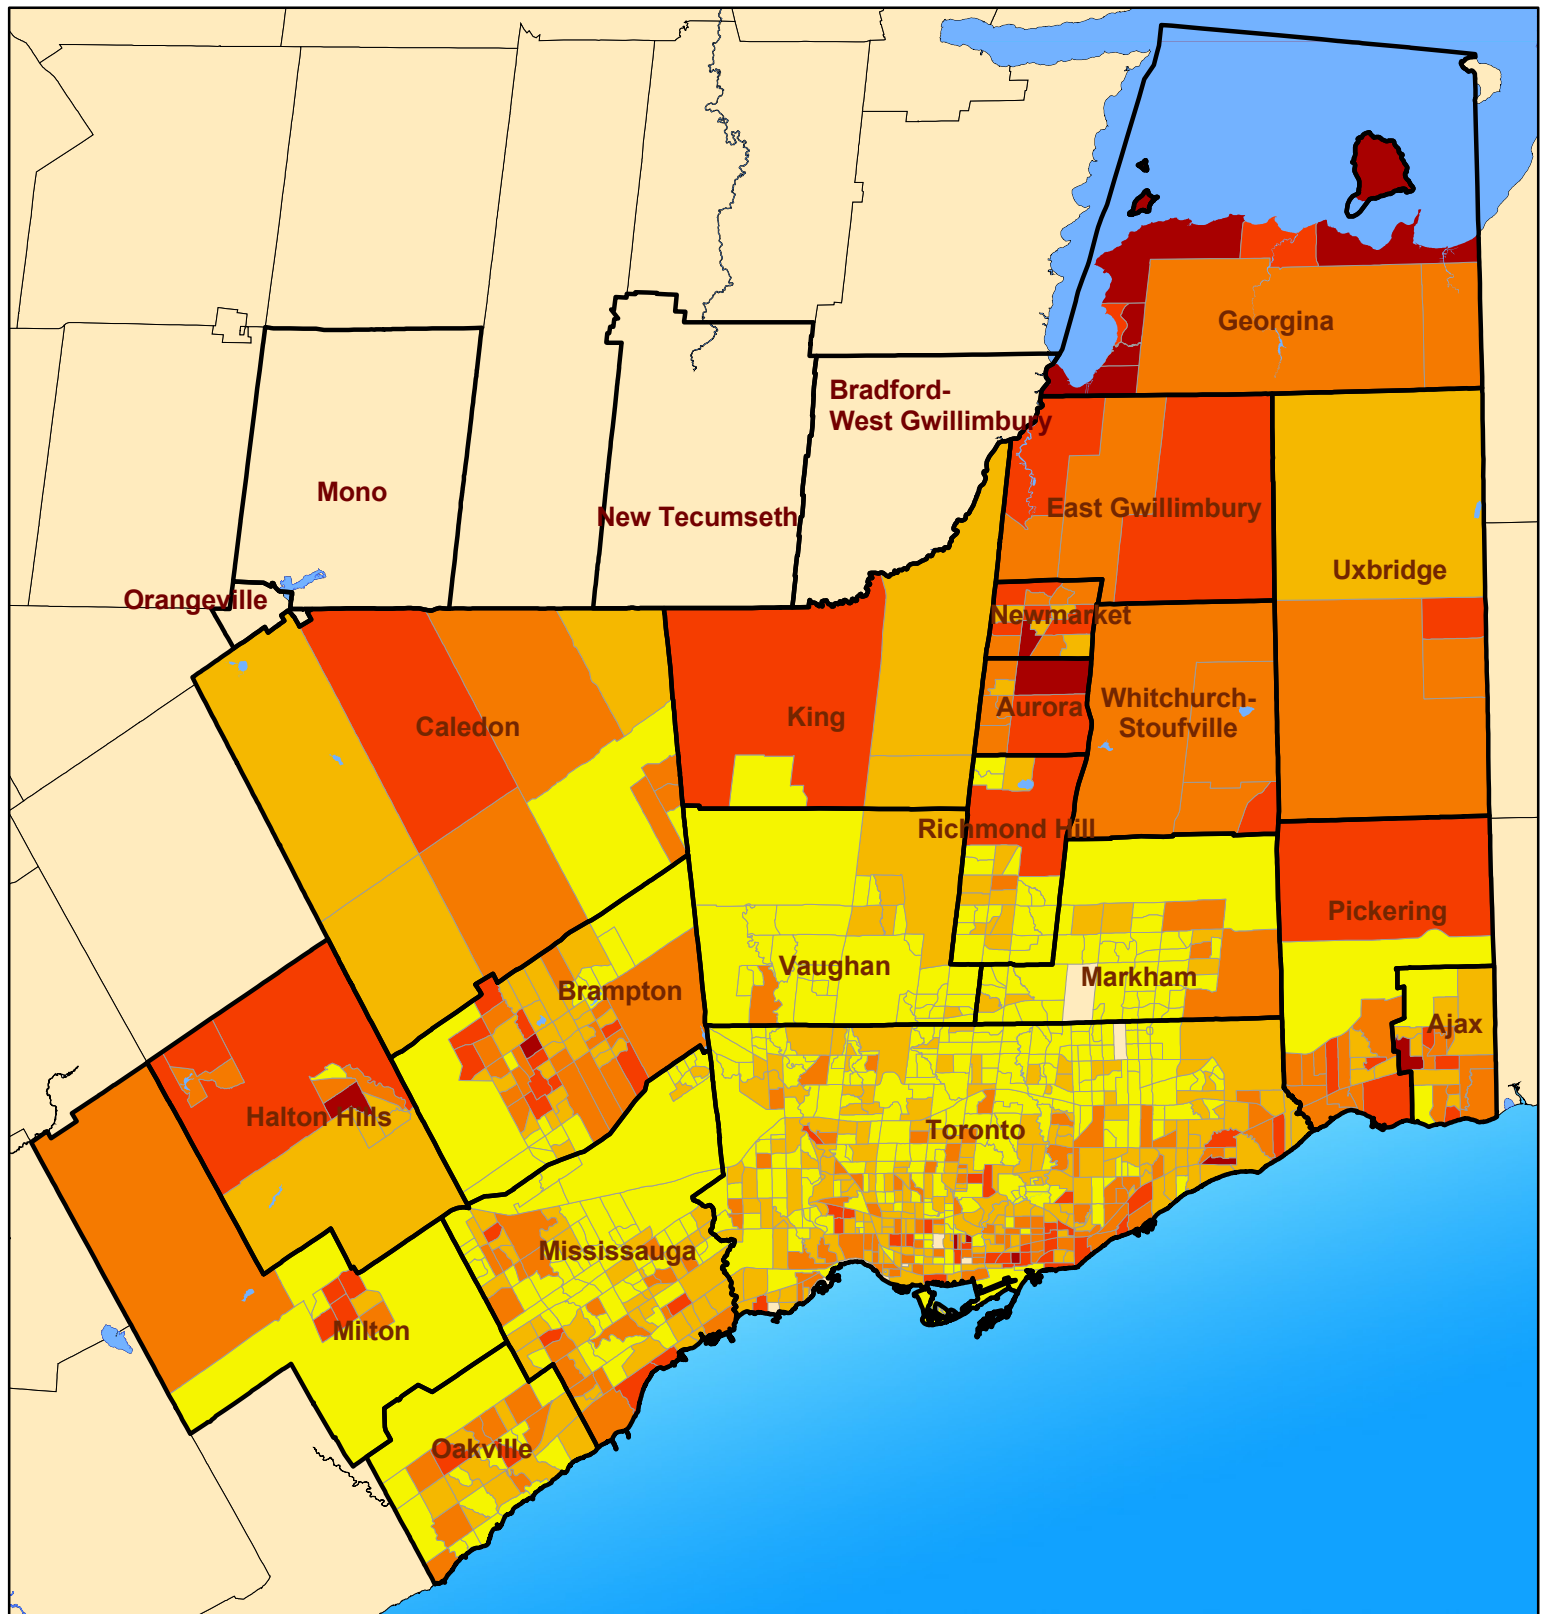 Georgina
Bradford-
West Gwillimbury
Mono
New Tecumseth
East Gwillimbury
Uxbridge
Orangeville
Newmarket
Caledon
King
Aurora
Whitchurch-
Stoufville
Richmond Hill
Pickering
Vaughan
Markham
Brampton
Ajax
Halton Hills
Toronto
Mississauga
Milton
Oakville